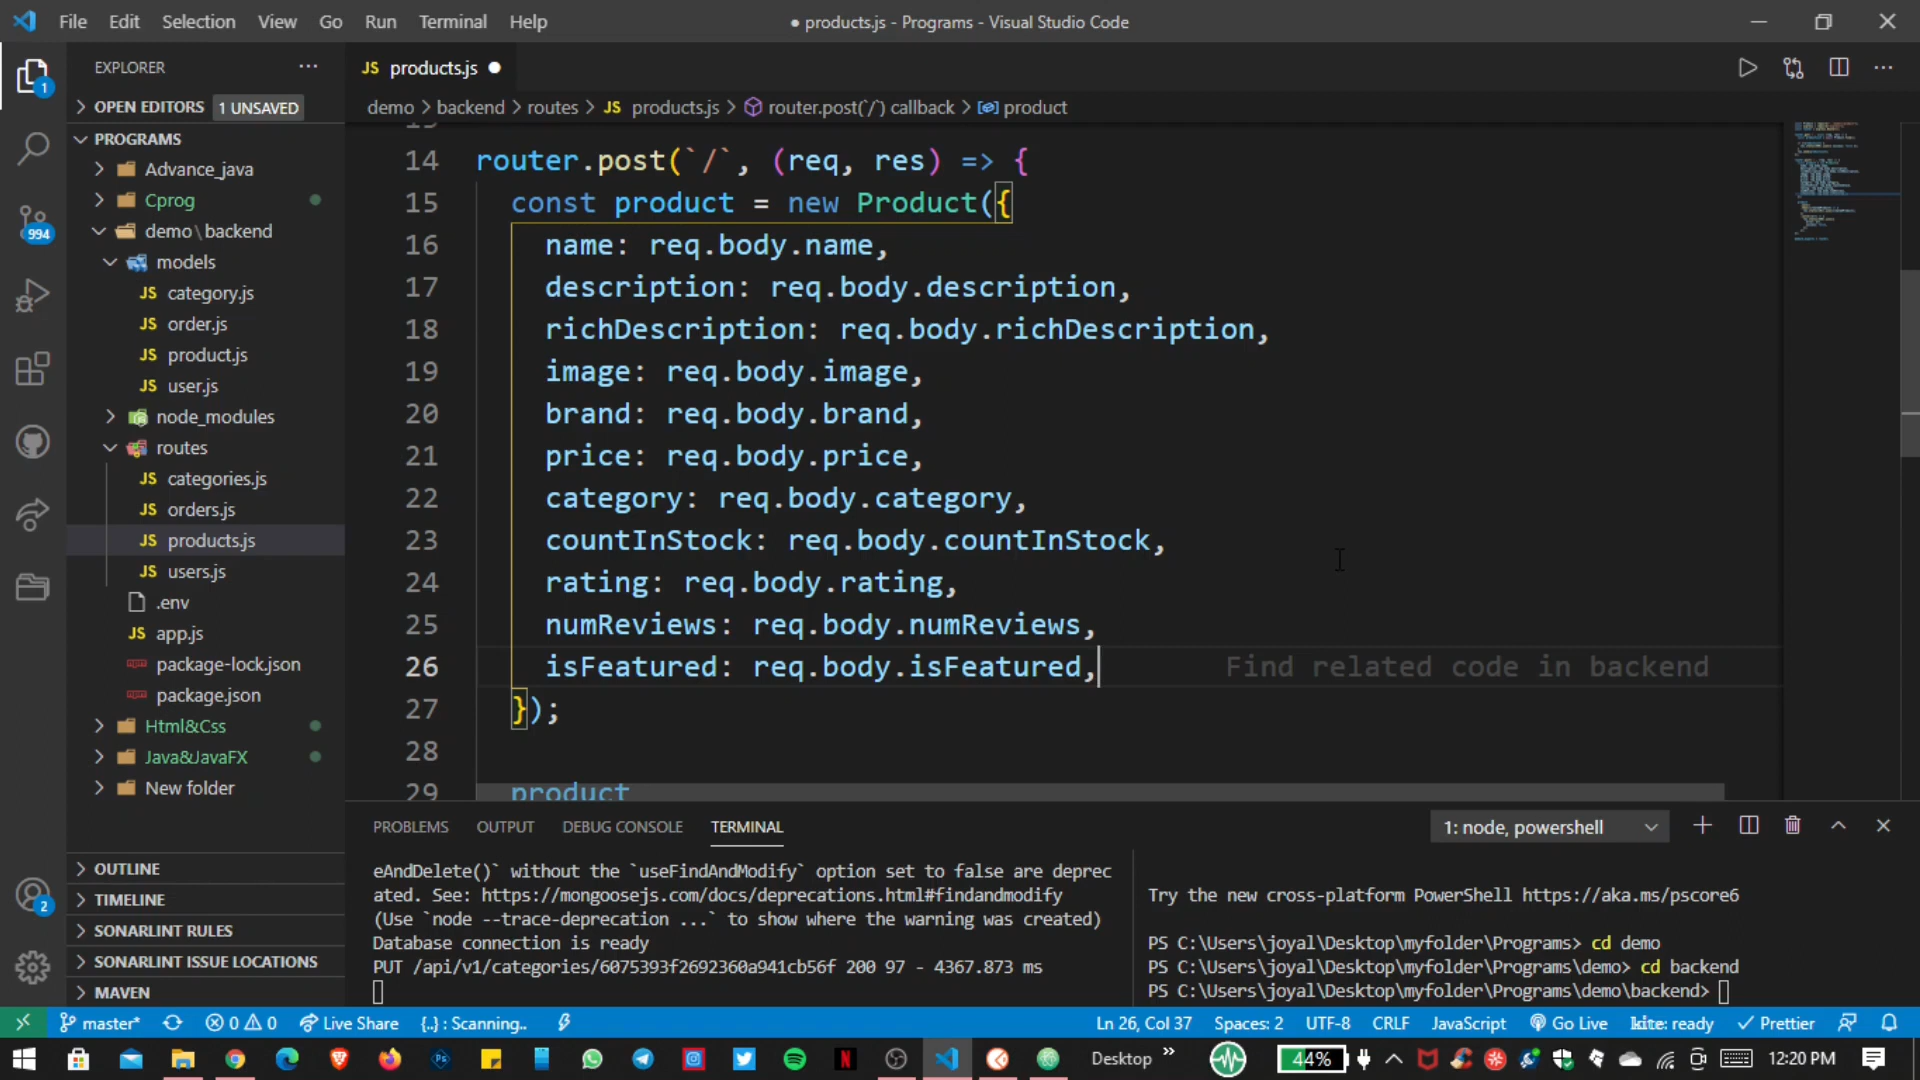 File Edit Selection View Go Run Terminal Help
● products.js - Programs - Visual Studio Code
EXPLORER
JS products.js
OPEN EDITORS 1 UNSAVED
demo > backend > routes > JS products.js > router.post(`/`) callback > product
PROGRAMS
Advance_java
Cprog
demo\backend
models
JS category.js
JS order.js
JS product.js
JS user.js
node_modules
routes
JS categories.js
JS orders.js
JS products.js
JS users.js
.env
JS app.js
package-lock.json
package.json
Html&Css
Java&JavaFX
New folder
OUTLINE
TIMELINE
SONARLINT RULES
SONARLINT ISSUE LOCATIONS
MAVEN
1
994
2
14 router.post(`/`, (req, res) => {
15 const product = new Product({
16 name: req.body.name,
17 description: req.body.description,
18 richDescription: req.body.richDescription,
19 image: req.body.image,
20 brand: req.body.brand,
21 price: req.body.price,
22 category: req.body.category,
23 countInStock: req.body.countInStock,
24 rating: req.body.rating,
25 numReviews: req.body.numReviews,
26 isFeatured: req.body.isFeatured, Find related code in backend
27 });
28
29 product
PROBLEMS OUTPUT DEBUG CONSOLE TERMINAL 1: node, powershell
eAndDelete()` without the `useFindAndModify` option set to false are deprec
ated. See: https://mongoosejs.com/docs/deprecations.html#findandmodify
(Use `node --trace-deprecation ...` to show where the warning was created)
Database connection is ready
PUT /api/v1/categories/6075393f2692360a941cb56f 200 97 - 4367.873 ms
Try the new cross-platform PowerShell https://aka.ms/pscore6
PS C:\Users\joyal\Desktop\myfolder\Programs> cd demo
PS C:\Users\joyal\Desktop\myfolder\Programs\demo> cd backend
PS C:\Users\joyal\Desktop\myfolder\Programs\demo\backend>
master* 0 0 Live Share {..} : Scanning.. Ln 26, Col 37 Spaces: 2 UTF-8 CRLF JavaScript Go Live kite: ready Prettier
Desktop » 44% 12:20 PM